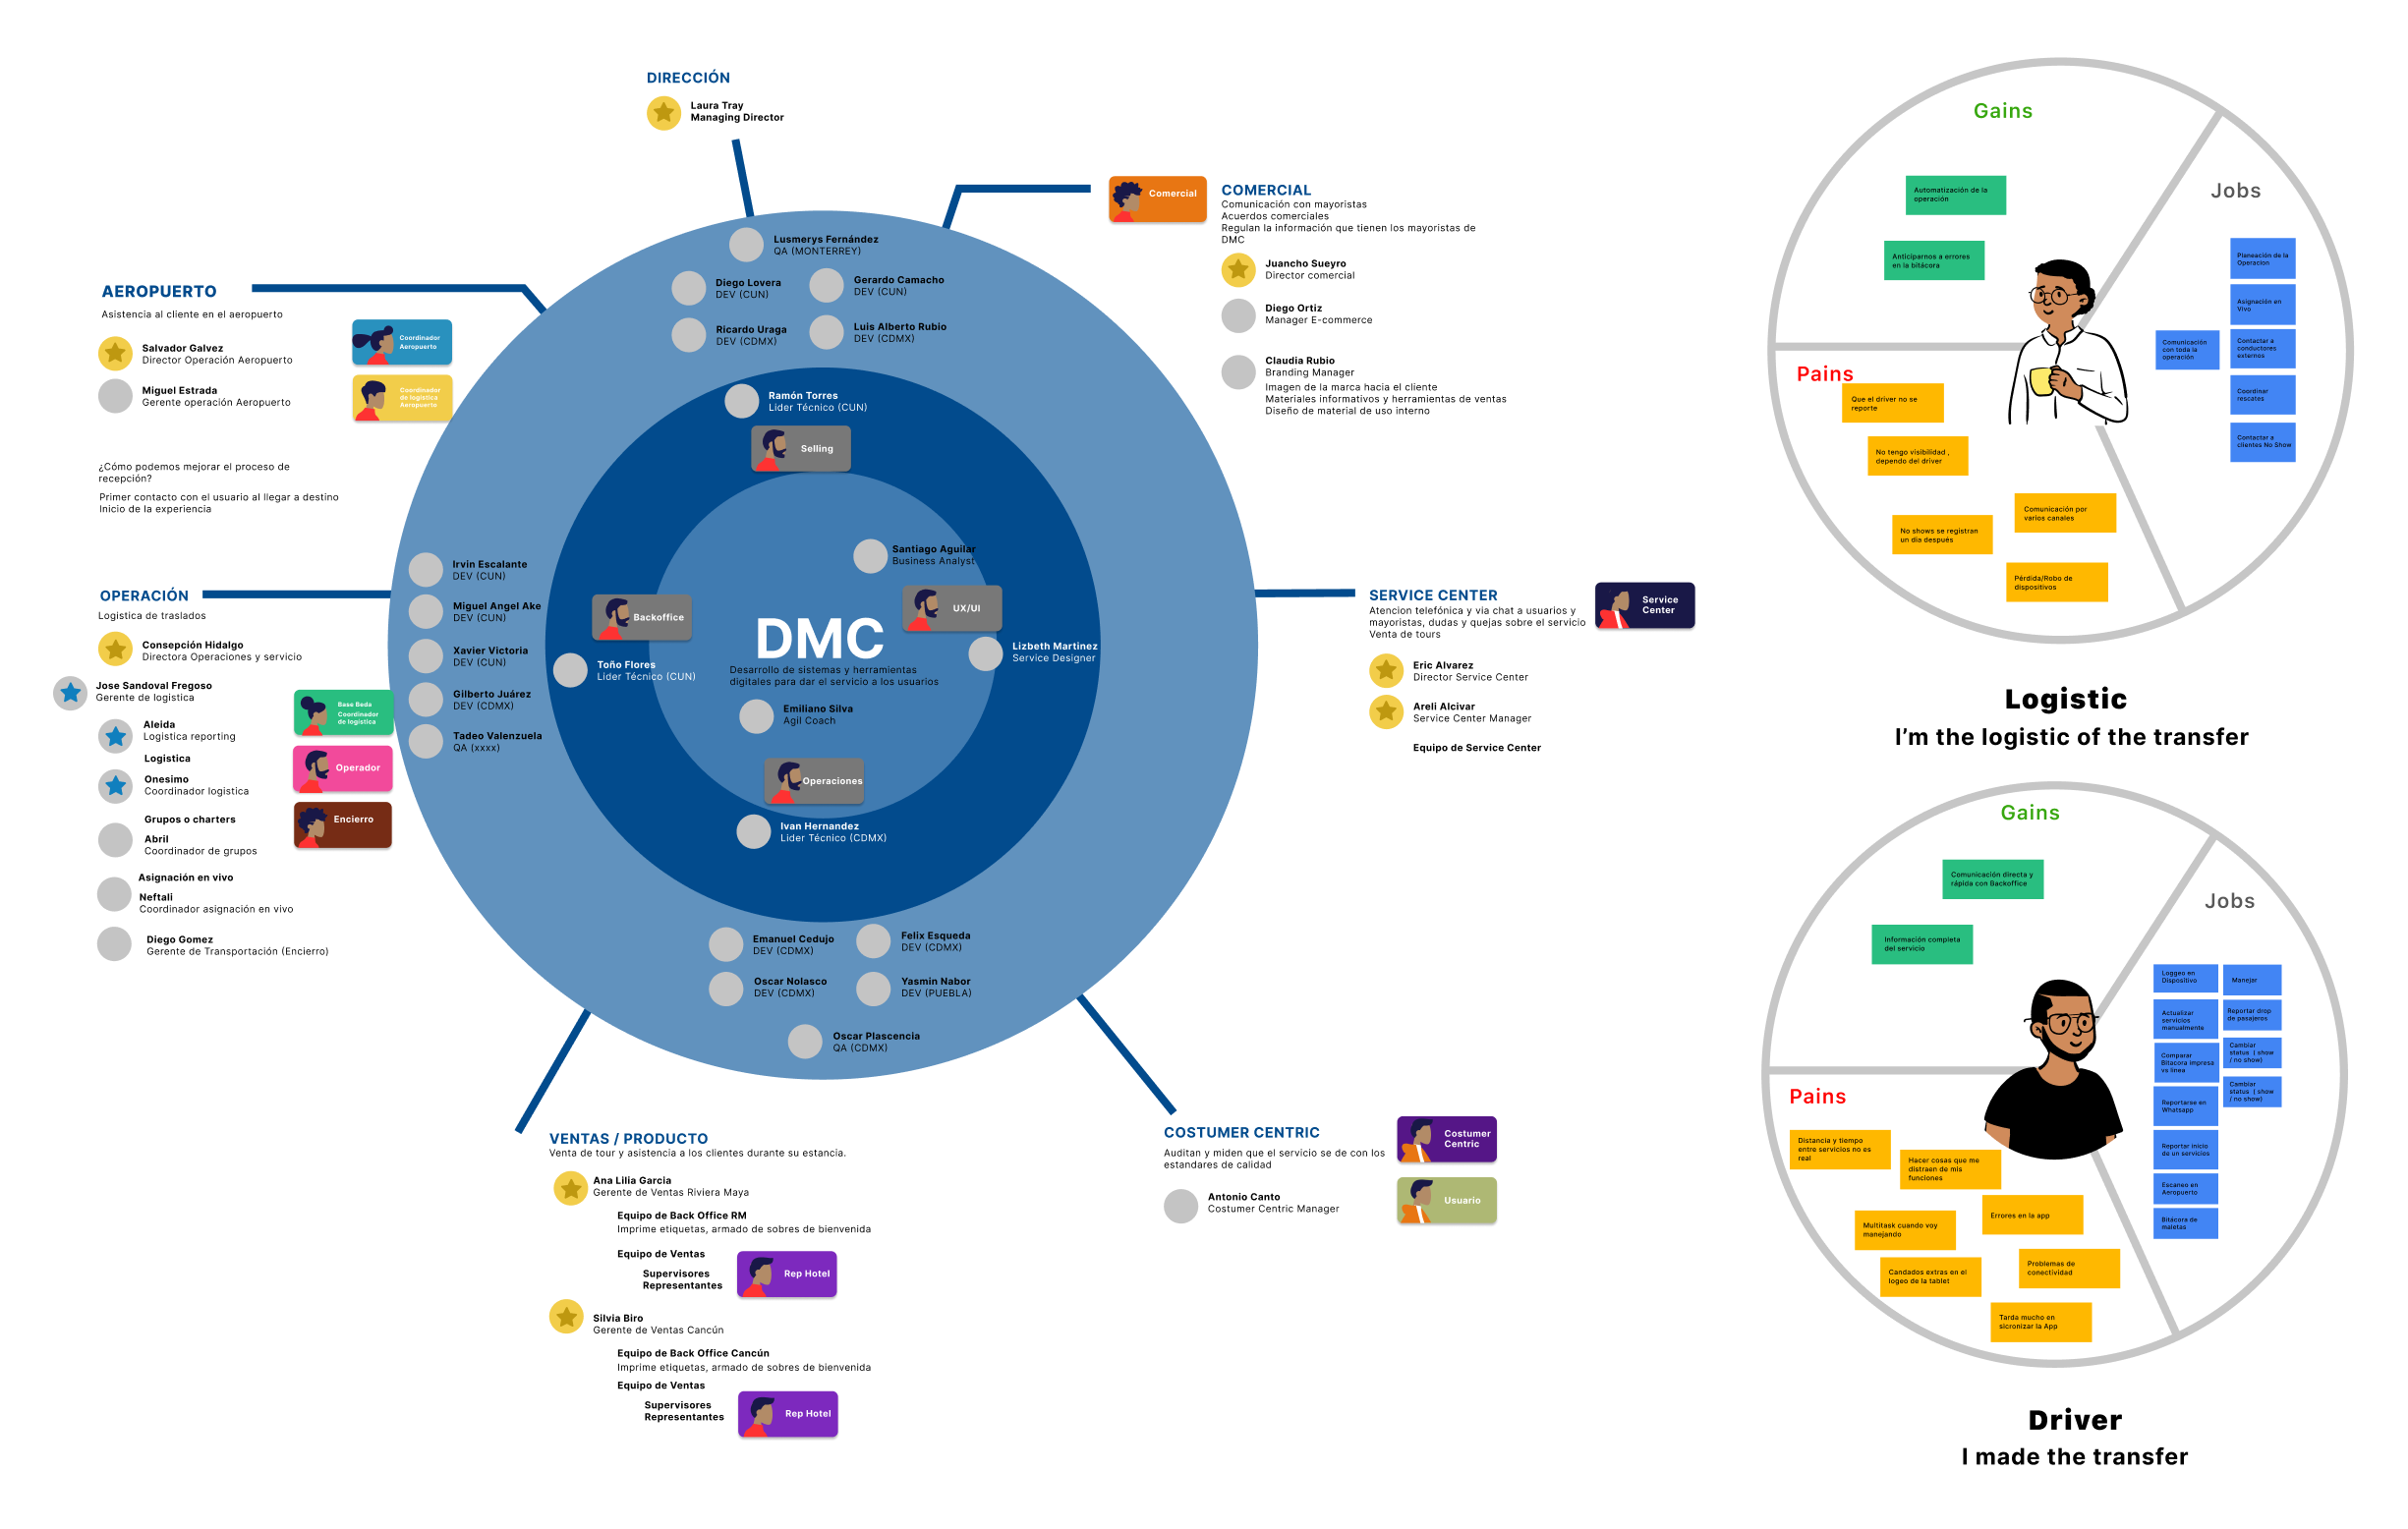 DIRECCIÓN
Laura Tray
Managing Director
Comercial
COMERCIAL
Comunicación con mayoristas
Acuerdos comerciales
Regulan la información que tienen los mayoristas de
DMC
Juancho Sueyro
Director comercial
Diego Ortiz
Manager E-commerce
Claudia Rubio
Branding Manager
Imagen de la marca hacia el cliente
Materiales informativos y herramientas de ventas
Diseño de material de uso interno
AEROPUERTO
Asistencia al cliente en el aeropuerto
Salvador Galvez
Director Operación Aeropuerto
Miguel Estrada
Gerente operación Aeropuerto
Coordinador
Aeropuerto
Coordinador
de logistica
Aeropuerto
¿Cómo podemos mejorar el proceso de
recepción?
Primer contacto con el usuario al llegar a destino
Inicio de la experiencia
OPERACIÓN
Logistica de traslados
Consepción Hidalgo
Directora Operaciones y servicio
Jose Sandoval Fregoso
Gerente de logistica
Aleida
Logistica reporting
Logistica
Onesimo
Coordinador logistica
Grupos o charters
Abril
Coordinador de grupos
Asignación en vivo
Neftali
Coordinador asignación en vivo
Diego Gomez
Gerente de Transportación (Encierro)
Base Beda
Coordinador
de logistica
Operador
Encierro
Lusmerys Fernández
QA (MONTERREY)
Diego Lovera
DEV (CUN)
Gerardo Camacho
DEV (CUN)
Ricardo Uraga
DEV (CDMX)
Luis Alberto Rubio
DEV (CDMX)
Ramón Torres
Lider Técnico (CUN)
Selling
Irvin Escalante
DEV (CUN)
Miguel Angel Ake
DEV (CUN)
Xavier Victoria
DEV (CUN)
Gilberto Juárez
DEV (CDMX)
Tadeo Valenzuela
QA (xxxx)
Backoffice
Toño Flores
Lider Técnico (CUN)
Santiago Aguilar
Business Analyst
UX/UI
Lizbeth Martinez
Service Designer
DMC
Desarrollo de sistemas y herramientas
digitales para dar el servicio a los usuarios
Emiliano Silva
Agil Coach
Operaciones
Ivan Hernandez
Lider Técnico (CDMX)
Emanuel Cedujo
DEV (CDMX)
Felix Esqueda
DEV (CDMX)
Oscar Nolasco
DEV (CDMX)
Yasmin Nabor
DEV (PUEBLA)
Oscar Plascencia
QA (CDMX)
SERVICE CENTER
Atencion telefónica y via chat a usuarios y
mayoristas, dudas y quejas sobre el servicio
Venta de tours
Service
Center
Eric Alvarez
Director Service Center
Areli Alcivar
Service Center Manager
Equipo de Service Center
VENTAS / PRODUCTO
Venta de tour y asistencia a los clientes durante su estancia.
Ana Lilia Garcia
Gerente de Ventas Riviera Maya
Equipo de Back Office RM
Imprime etiquetas, armado de sobres de bienvenida
Equipo de Ventas
Supervisores
Representantes
Rep Hotel
Silvia Biro
Gerente de Ventas Cancún
Equipo de Back Office Cancún
Imprime etiquetas, armado de sobres de bienvenida
Equipo de Ventas
Supervisores
Representantes
Rep Hotel
COSTUMER CENTRIC
Auditan y miden que el servicio se de con los
estandares de calidad
Antonio Canto
Costumer Centric Manager
Costumer
Centric
Usuario
Gains
Automatización de la
operación
Anticiparnos a errores
en la bitácora
Jobs
Planeación de la
Operacion
Asignación en
Vivo
Comunicación
con toda la
operación
Contactar a
conductores
externos
Coordinar
rescates
Contactar a
clientes No Show
Pains
Que el driver no se
reporte
No tengo visibilidad ,
dependo del driver
Comunicación por
varios canales
No shows se registran
un dia después
Pérdida/Robo de
dispositivos
Logistic
I'm the logistic of the transfer
Gains
Comunicación directa y
rápida con Backoffice
Información completa
del servicio
Jobs
Loggeo en
Dispositivo
Manejar
Actualizar
servicios
manualmente
Reportar drop
de pasajeros
Comparar
Bitacora impresa
vs linea
Cambiar
status ( show
/ no show)
Cambiar
status ( show
/ no show)
Reportarse en
Whatsapp
Reportar inicio
de un servicios
Escaneo en
Aeropuerto
Bitácora de
maletas
Pains
Distancia y tiempo
entre servicios no es
real
Hacer cosas que me
distraen de mis
funciones
Errores en la app
Multitask cuando voy
manejando
Problemas de
conectividad
Candados extras en el
logeo de la tablet
Tarda mucho en
sicronizar la App
Driver
I made the transfer